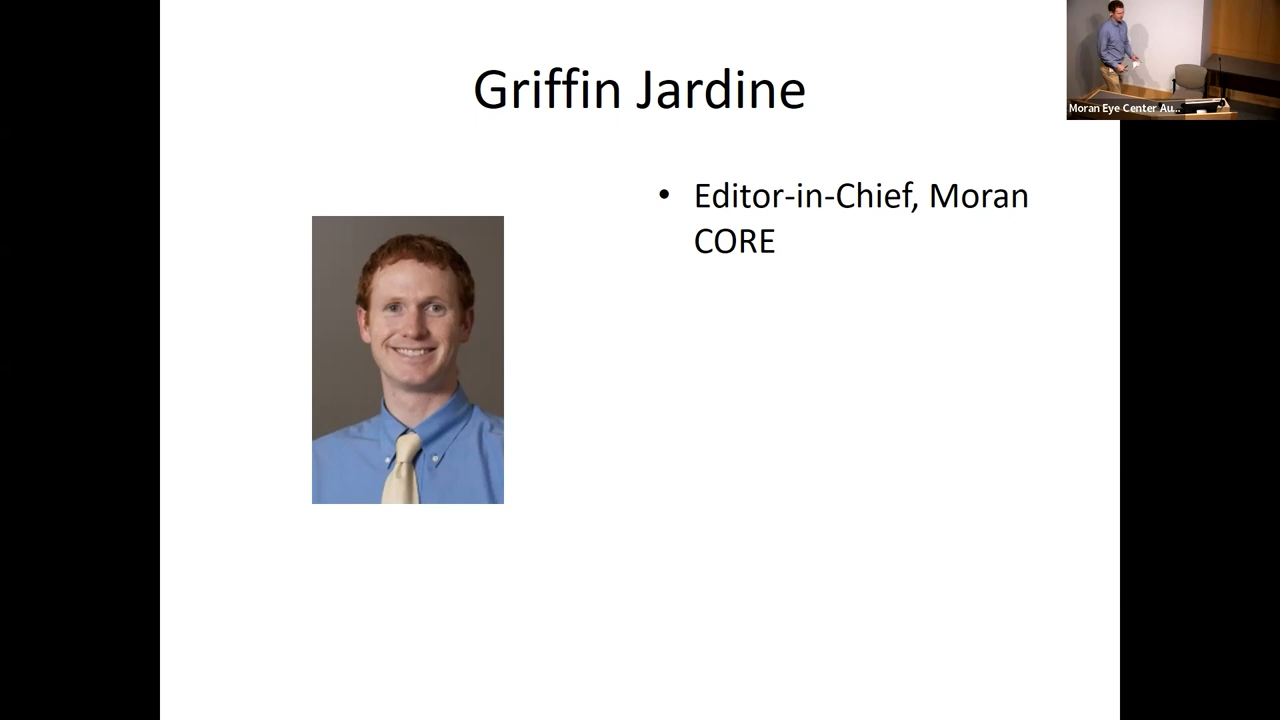 Griffin Jardine
Moran Eye Center Au...
• Editor-in-Chief, Moran
CORE